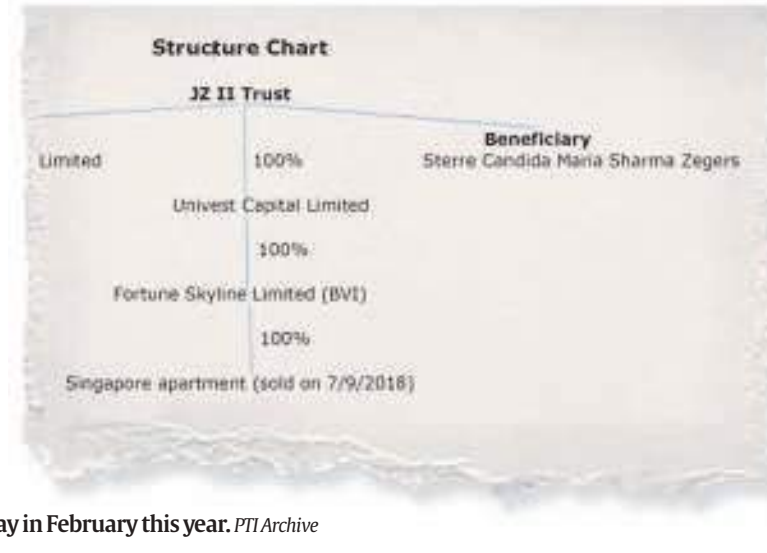 Structure Chart
JZ II Trust
Beneficiary
Limited 100% Sterre Candida Maria Sharma Zegers
Univest Capital Limited
100%
Fortune Skyline Limited (BVI)
100%
Singapore apartment (sold on 7/9/2018)
ay in February this year. PTI Archive